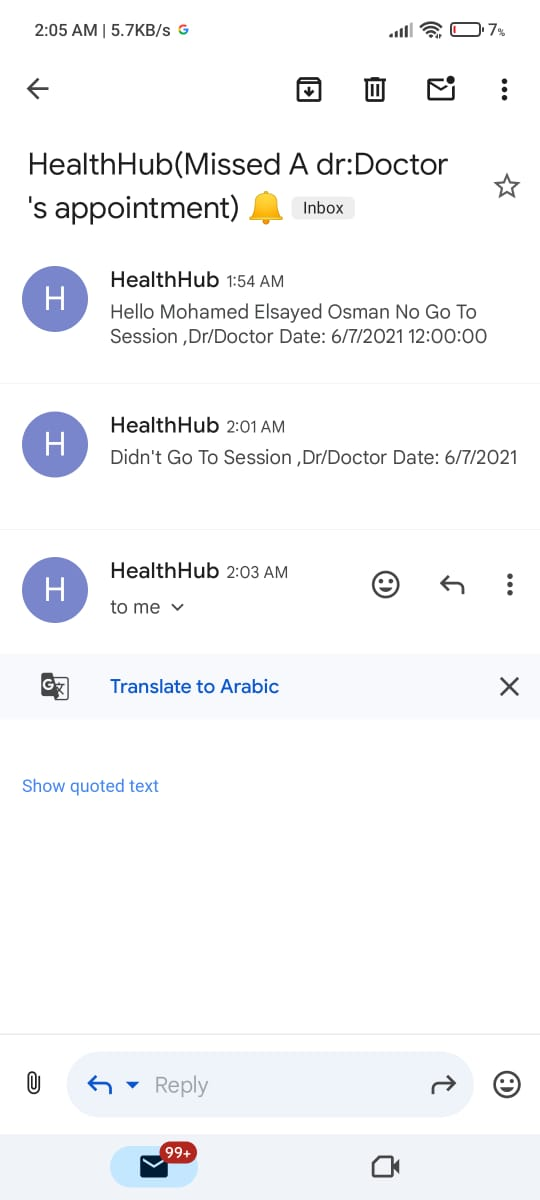 2:05 AM | 5.7KB/s G 7%
HealthHub(Missed A dr:Doctor
's appointment) 🔔 Inbox
H HealthHub 1:54 AM
Hello Mohamed Elsayed Osman No Go To
Session ,Dr/Doctor Date: 6/7/2021 12:00:00
H HealthHub 2:01 AM
Didn't Go To Session ,Dr/Doctor Date: 6/7/2021
H HealthHub 2:03 AM
to me
Translate to Arabic
Show quoted text
Reply
99+